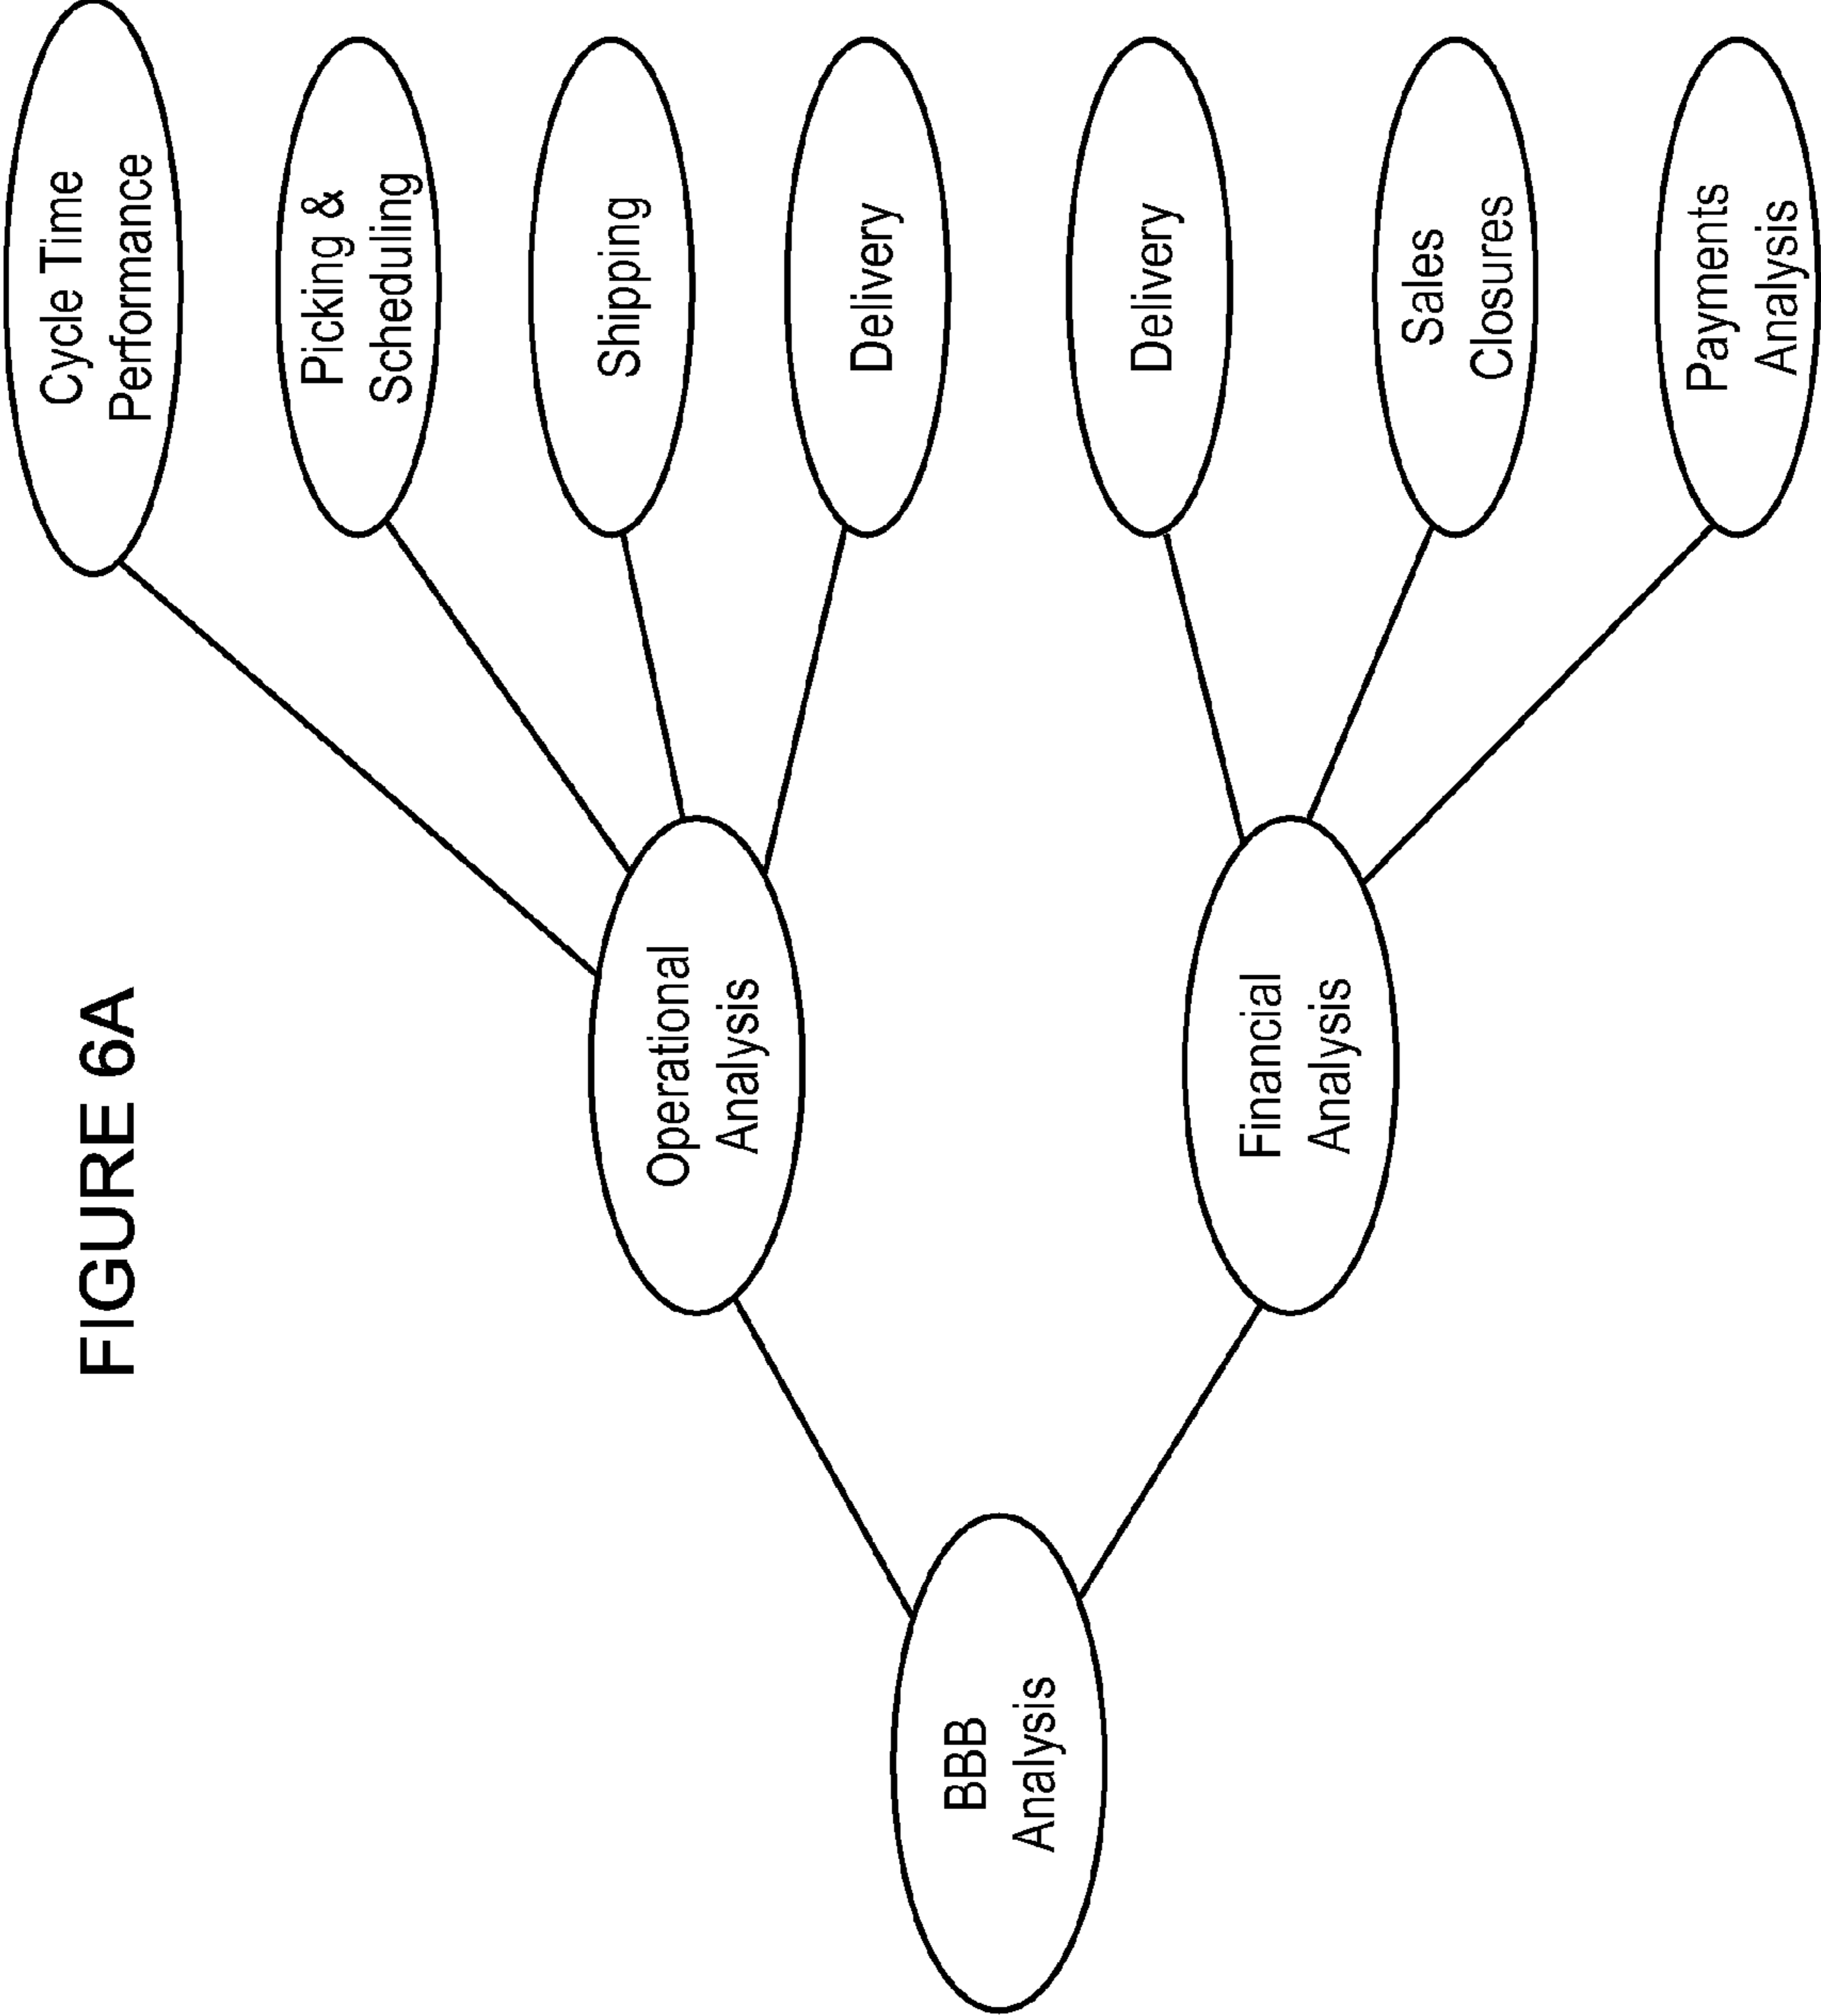 FIGURE 6A
BBB
Analysis
Operational
Analysis
Financial
Analysis
Cycle Time
Performance
Picking &
Scheduling
Shipping
Delivery
Delivery
Sales
Closures
Payments
Analysis